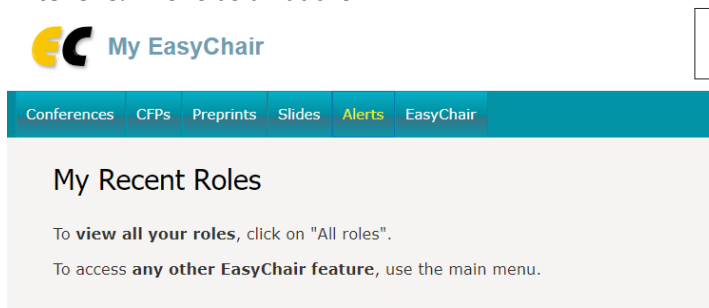 EC My EasyChair
Conferences CFPs Preprints Slides Alerts EasyChair
My Recent Roles
To view all your roles, click on "All roles".
To access any other EasyChair feature, use the main menu.